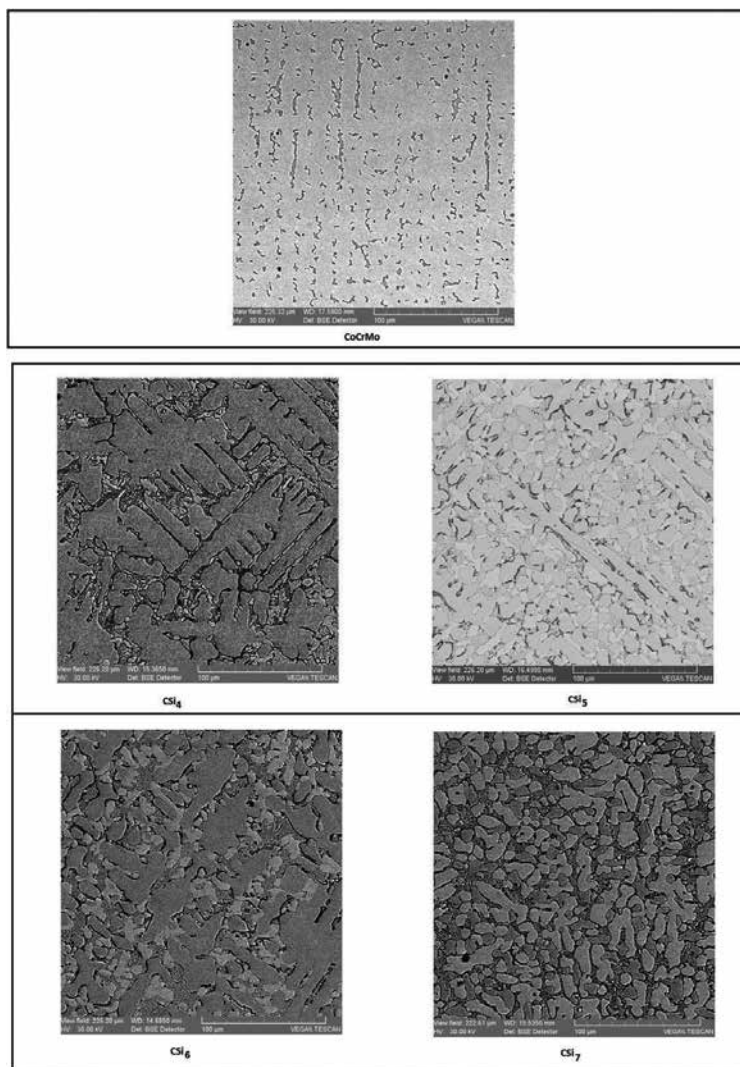 View field: 226.32 µm WD: 17.5800 mm
HV: 30.00 kV Det: BSE Detector 100 µm VEGA\\ TESCAN
CoCrMo
View field: 226.20 µm WD: 15.3650 mm
HV: 30.00 kV Det: BSE Detector 100 µm VEGA\\ TESCAN
CSi4
View field: 226.20 µm WD: 16.4980 mm
HV: 30.00 kV Det: BSE Detector 100 µm VEGA\\ TESCAN
CSi5
View field: 226.20 µm WD: 14.6950 mm
HV: 30.00 kV Det: BSE Detector 100 µm VEGA\\ TESCAN
CSi6
View field: 222.61 µm WD: 15.5350 mm
HV: 30.00 kV Det: BSE Detector 100 µm VEGA\\ TESCAN
CSi7